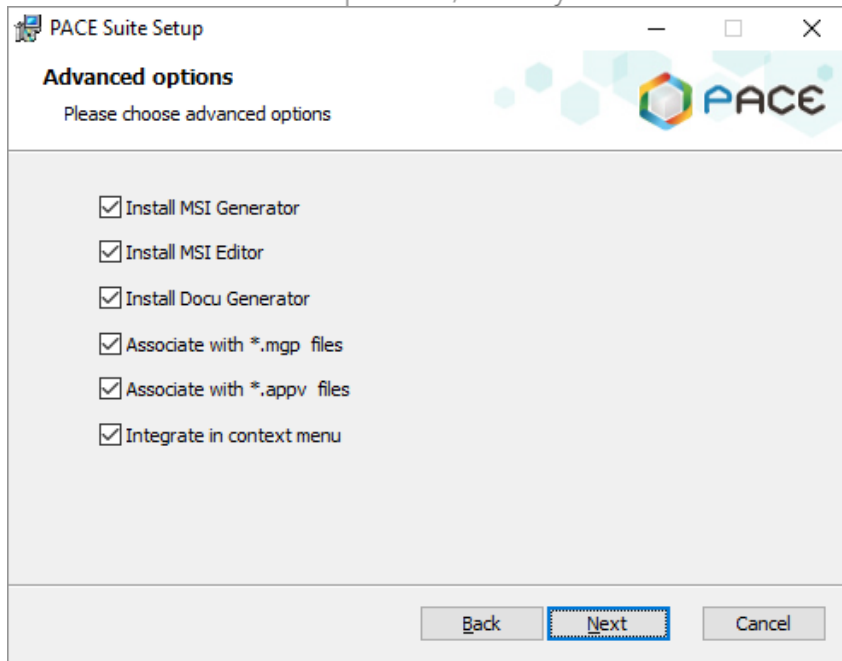 PACE Suite Setup
Advanced options
Please choose advanced options
PACE
Install MSI Generator
Install MSI Editor
Install Docu Generator
Associate with *.mgp files
Associate with *.appv files
Integrate in context menu
Back
Next
Cancel